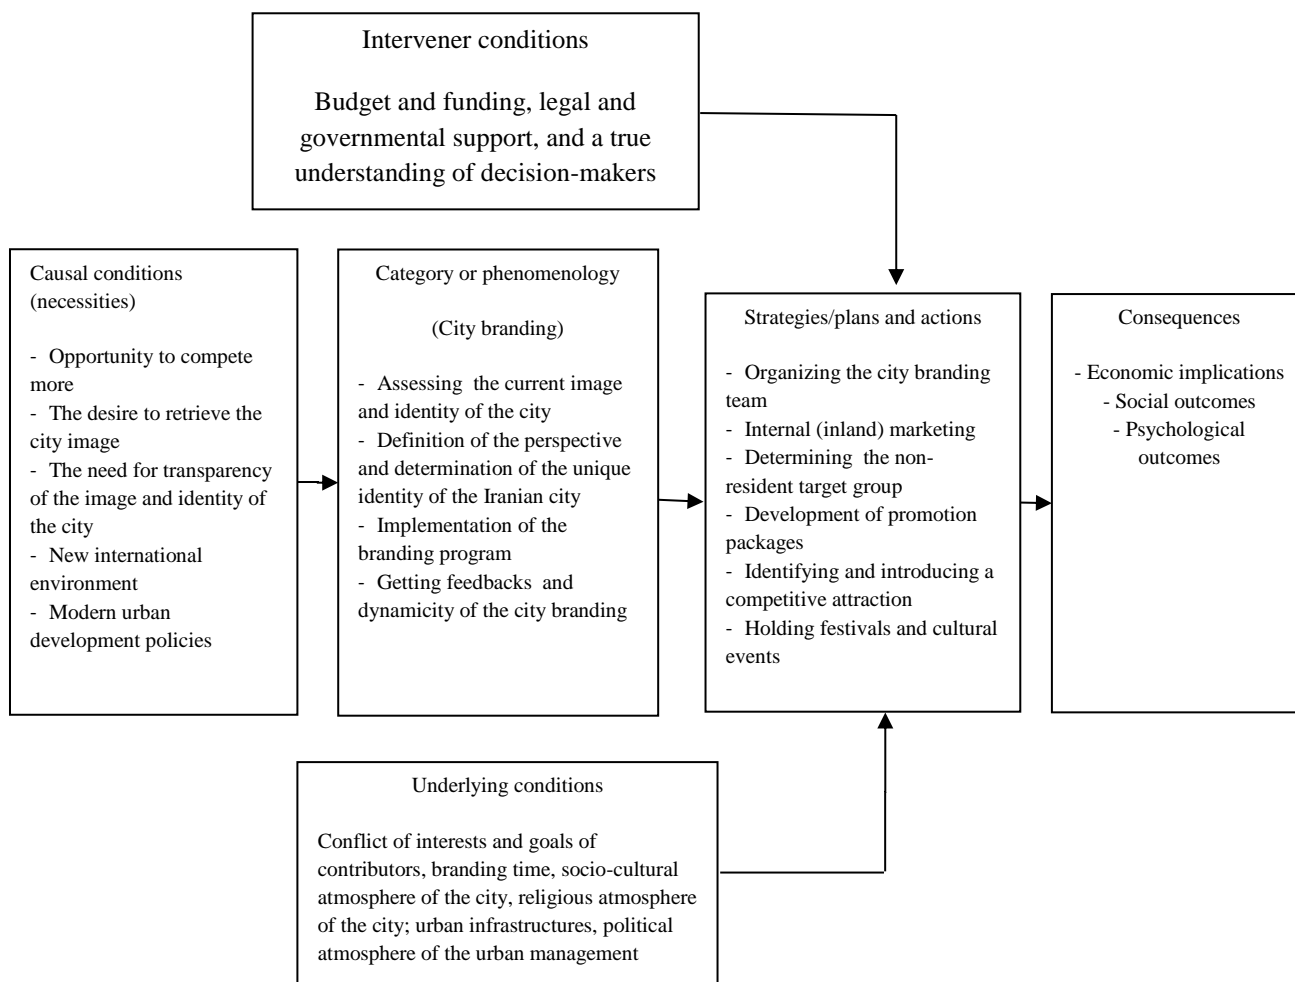 Intervener conditions
Budget and funding, legal and
governmental support, and a true
understanding of decision-makers
Causal conditions
(necessities)
- Opportunity to compete
more
- The desire to retrieve the
city image
- The need for transparency
of the image and identity of
the city
- New international
environment
- Modern urban
development policies
Category or phenomenology
(City branding)
- Assessing the current image
and identity of the city
- Definition of the perspective
and determination of the unique
identity of the Iranian city
- Implementation of the
branding program
- Getting feedbacks and
dynamicity of the city branding
Strategies/plans and actions
- Organizing the city branding
team
- Internal (inland) marketing
- Determining the non-
resident target group
- Development of promotion
packages
- Identifying and introducing a
competitive attraction
- Holding festivals and cultural
events
Consequences
- Economic implications
- Social outcomes
- Psychological
outcomes
Underlying conditions
Conflict of interests and goals of
contributors, branding time, socio-cultural
atmosphere of the city, religious atmosphere
of the city; urban infrastructures, political
atmosphere of the urban management